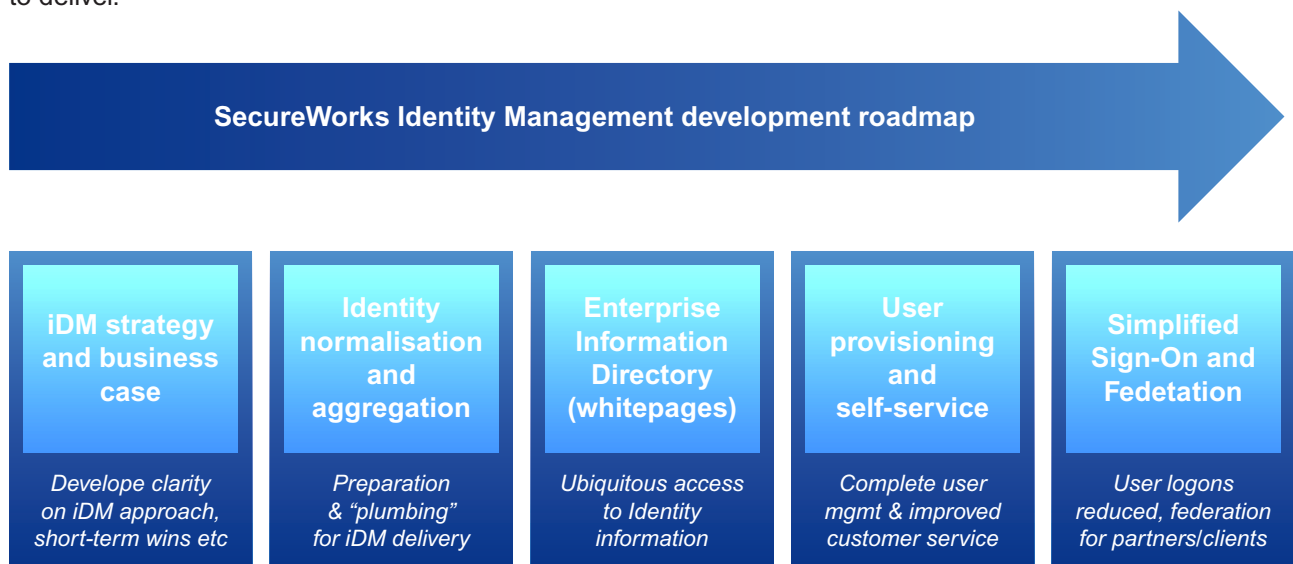 to deliver.
SecureWorks Identity Management development roadmap
iDM strategy
and business
case
Develope clarity
on iDM approach,
short-term wins etc
Identity
normalisation
and
aggregation
Preparation
& “plumbing”
for iDM delivery
Enterprise
Information
Directory
(whitepages)
Ubiquitous access
to Identity
information
User
provisioning
and
self-service
Complete user
mgmt & improved
customer service
Simplified
Sign-On and
Fedetation
User logons
reduced, federation
for partners/clients